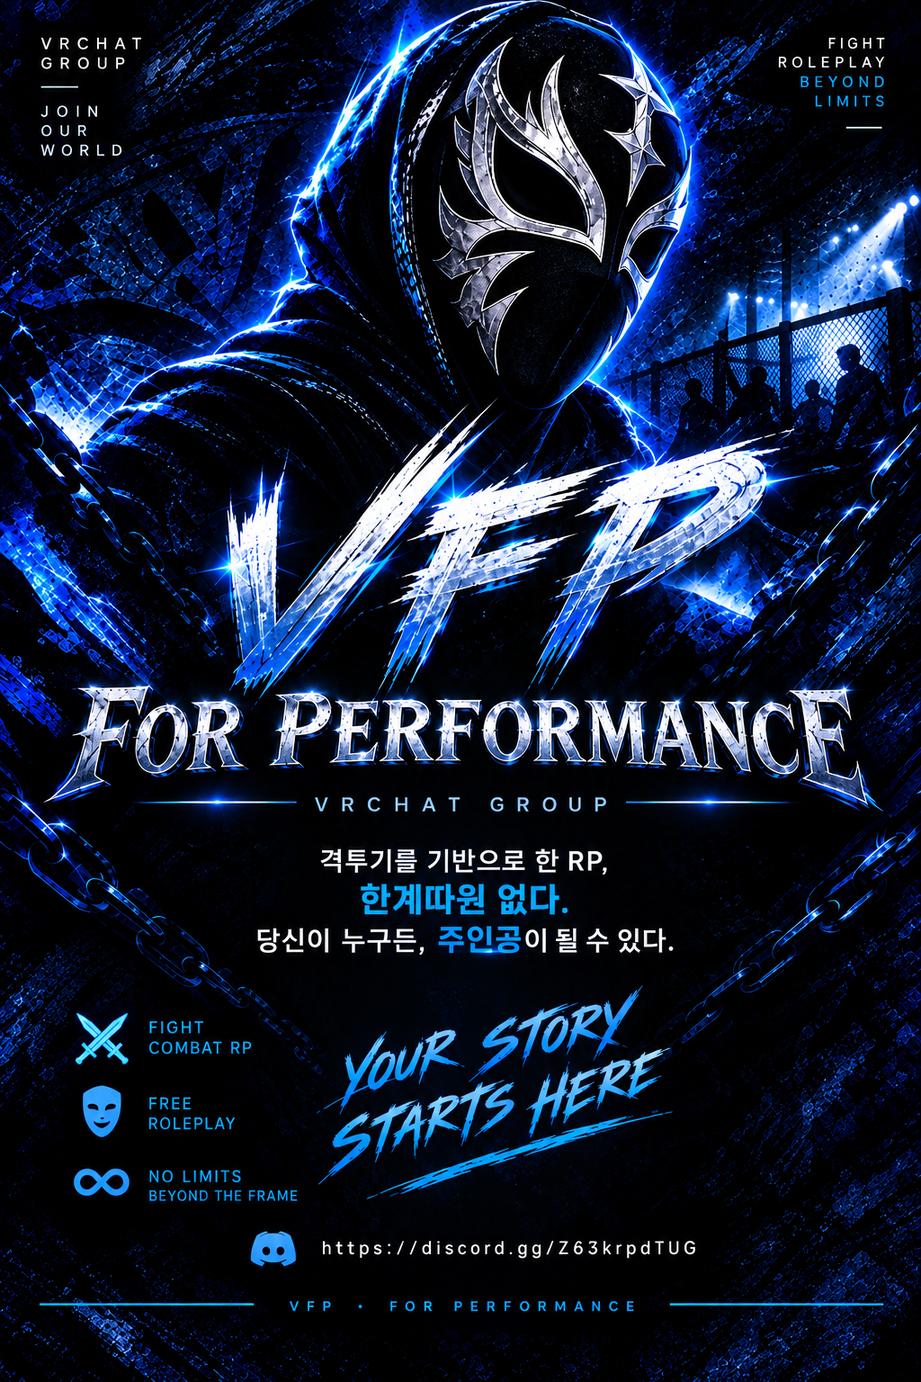 VRCHAT
GROUP
JOIN
OUR
WORLD
FIGHT
ROLEPLAY
BEYOND
LIMITS
VFP
FOR PERFORMANCE
VRCHAT GROUP
격투기를 기반으로 한 RP,
한계따원 없다.
당신이 누구든, 주인공이 될 수 있다.
YOUR STORY
STARTS HERE
FIGHT
COMBAT RP
FREE
ROLEPLAY
NO LIMITS
BEYOND THE FRAME
https://discord.gg/Z63krpdTUG
VFP • FOR PERFORMANCE